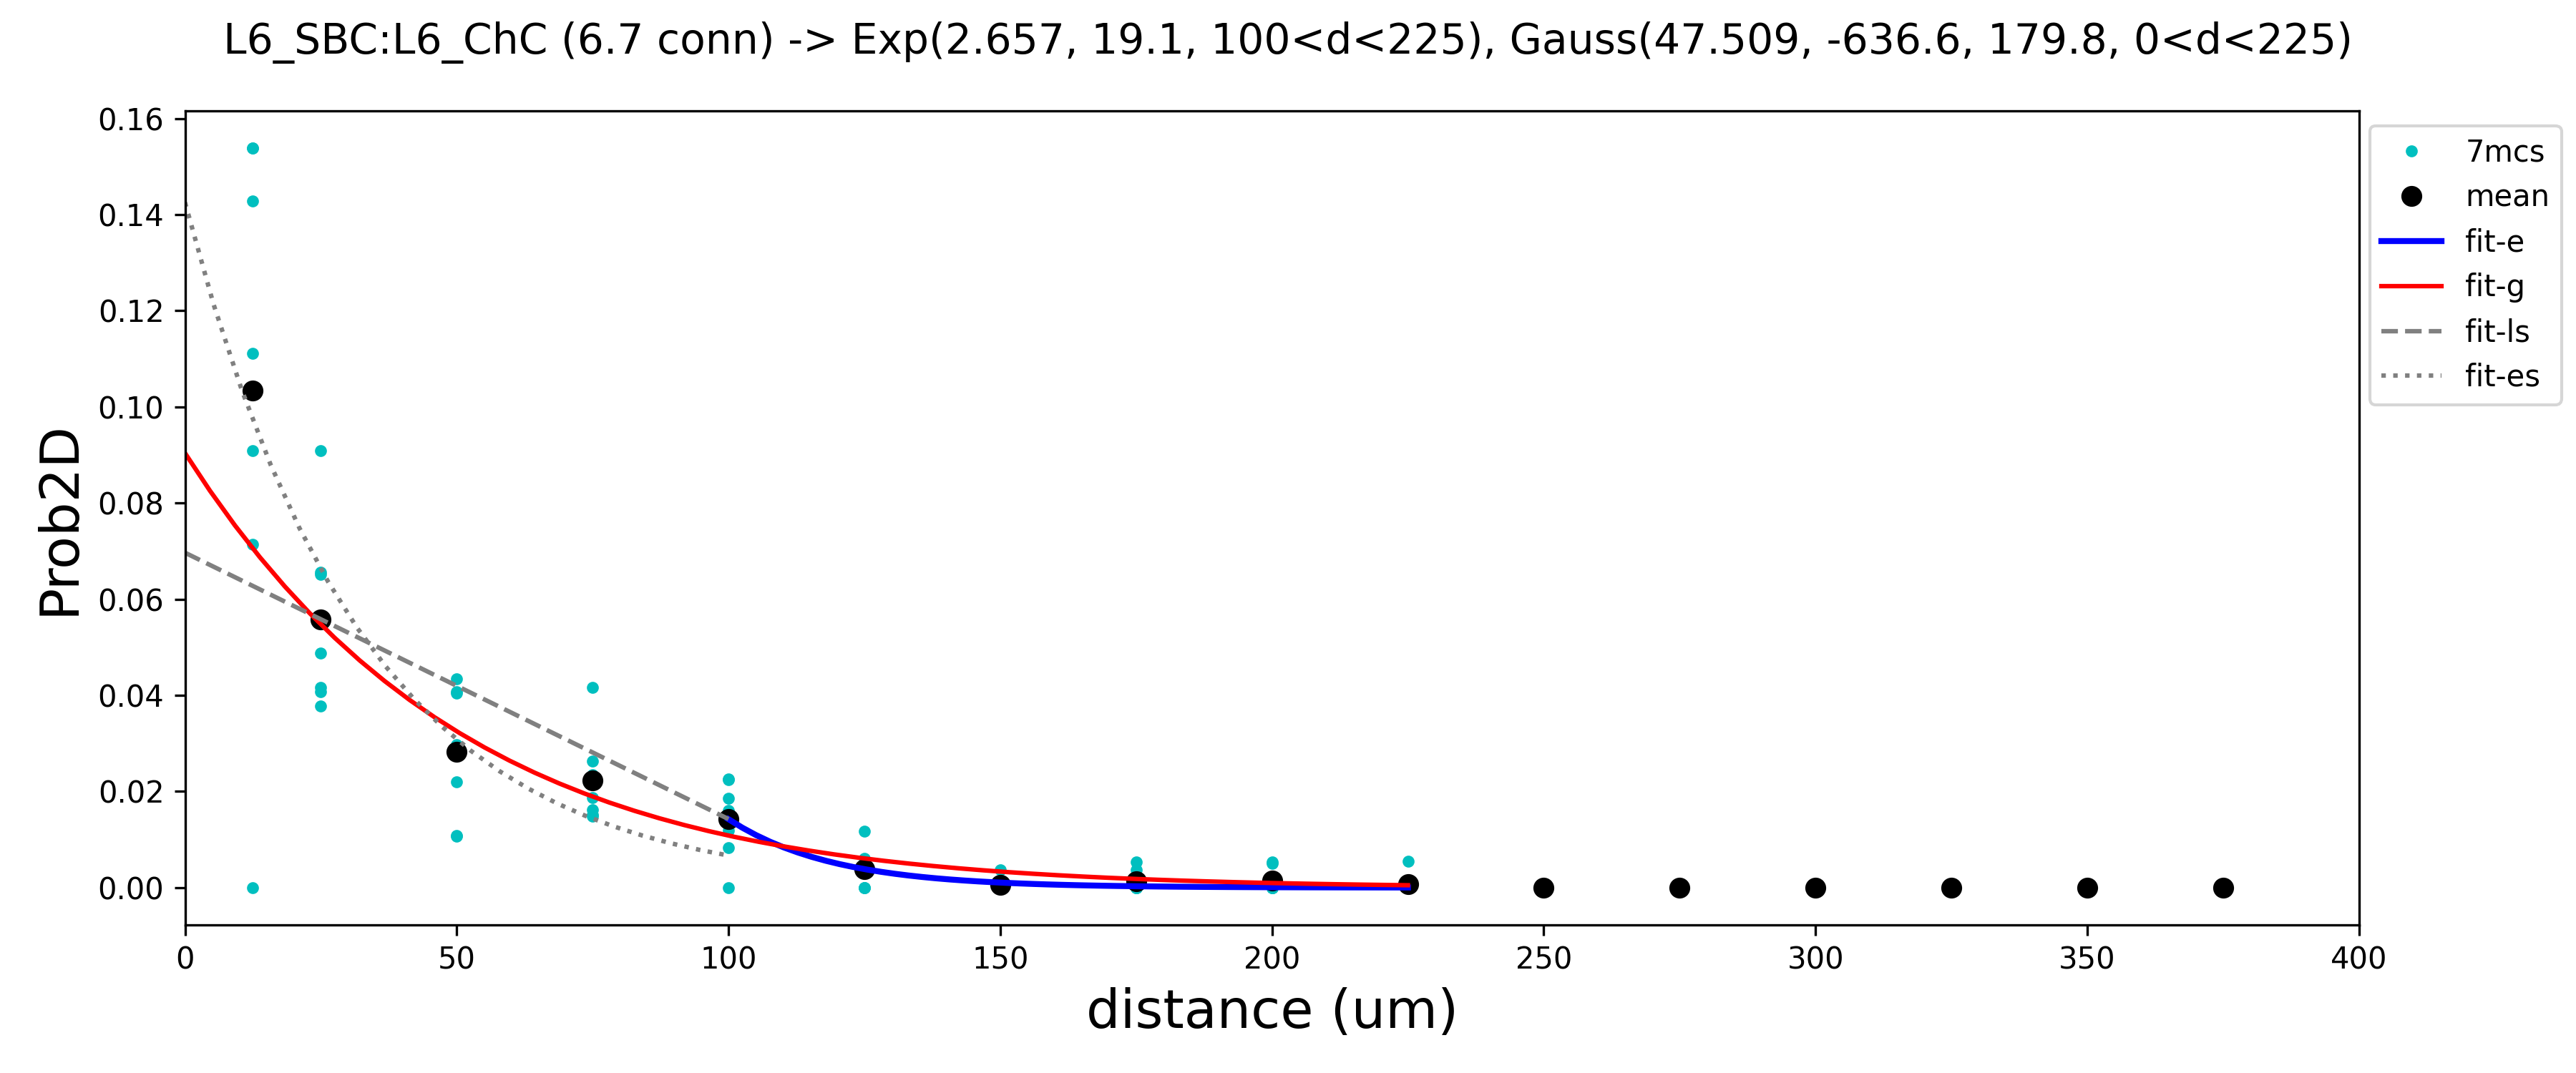 L6_SBC:L6_ChC (6.7 conn) -> Exp(2.657, 19.1, 100<d<225), Gauss(47.509, -636.6, 179.8, 0<d<225)
0.16
0.14
0.12
0.10
0.08
0.06
0.04
0.02
0.00
Prob2D
0
50
100
150
200
250
300
350
400
distance (um)
7mcs
mean
fit-e
fit-g
fit-ls
fit-es